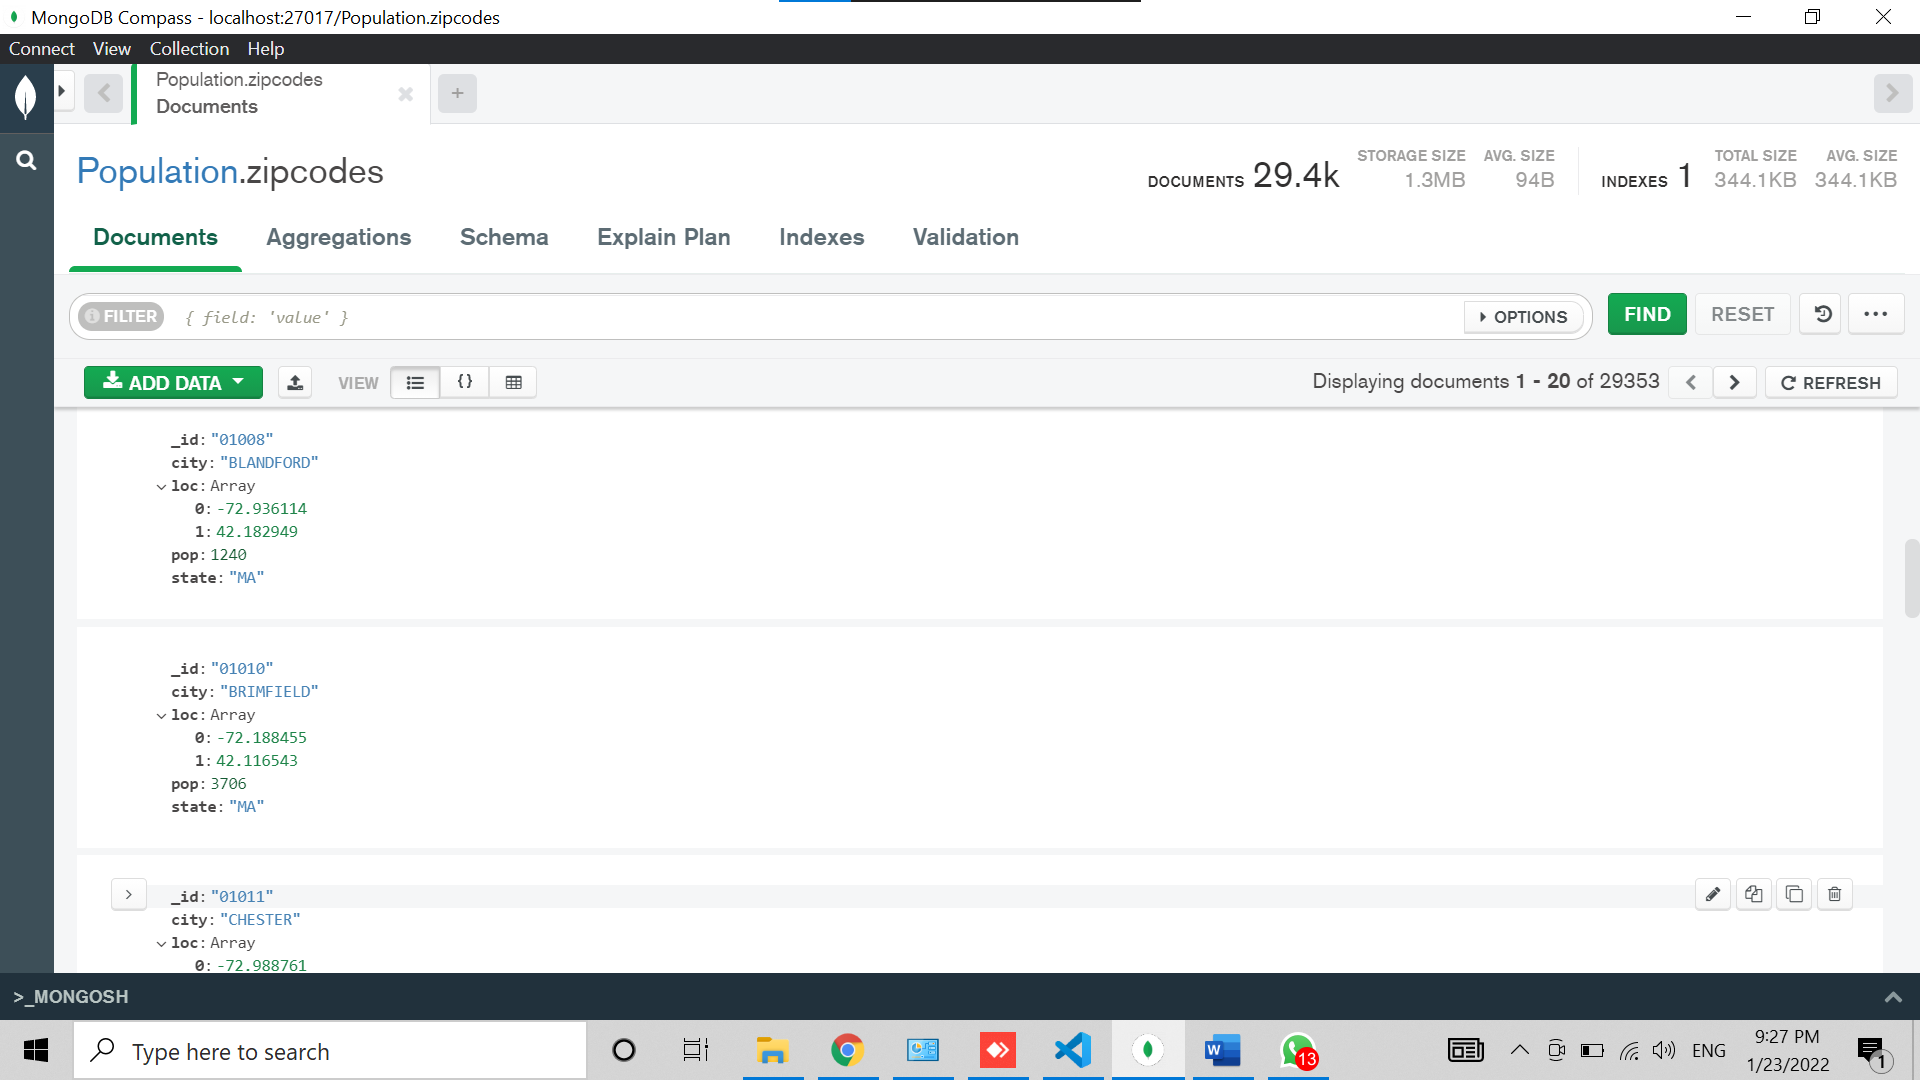 MongoDB Compass - localhost:27017/Population.zipcodes
Connect View Collection Help
Population.zipcodes
Documents
Population.zipcodes
DOCUMENTS 29.4k STORAGE SIZE 1.3MB AVG. SIZE 94B INDEXES 1 TOTAL SIZE 344.1KB AVG. SIZE 344.1KB
Documents Aggregations Schema Explain Plan Indexes Validation
FILTER { field: 'value' } OPTIONS FIND RESET
ADD DATA VIEW {} Displaying documents 1 - 20 of 29353 REFRESH
_id: "01008"
city: "BLANDFORD"
loc: Array
0: -72.936114
1: 42.182949
pop: 1240
state: "MA"
_id: "01010"
city: "BRIMFIELD"
loc: Array
0: -72.188455
1: 42.116543
pop: 3706
state: "MA"
_id: "01011"
city: "CHESTER"
loc: Array
0: -72.988761
>_MONGOSH
Type here to search
W
13
ENG
9:27 PM
1/23/2022
1